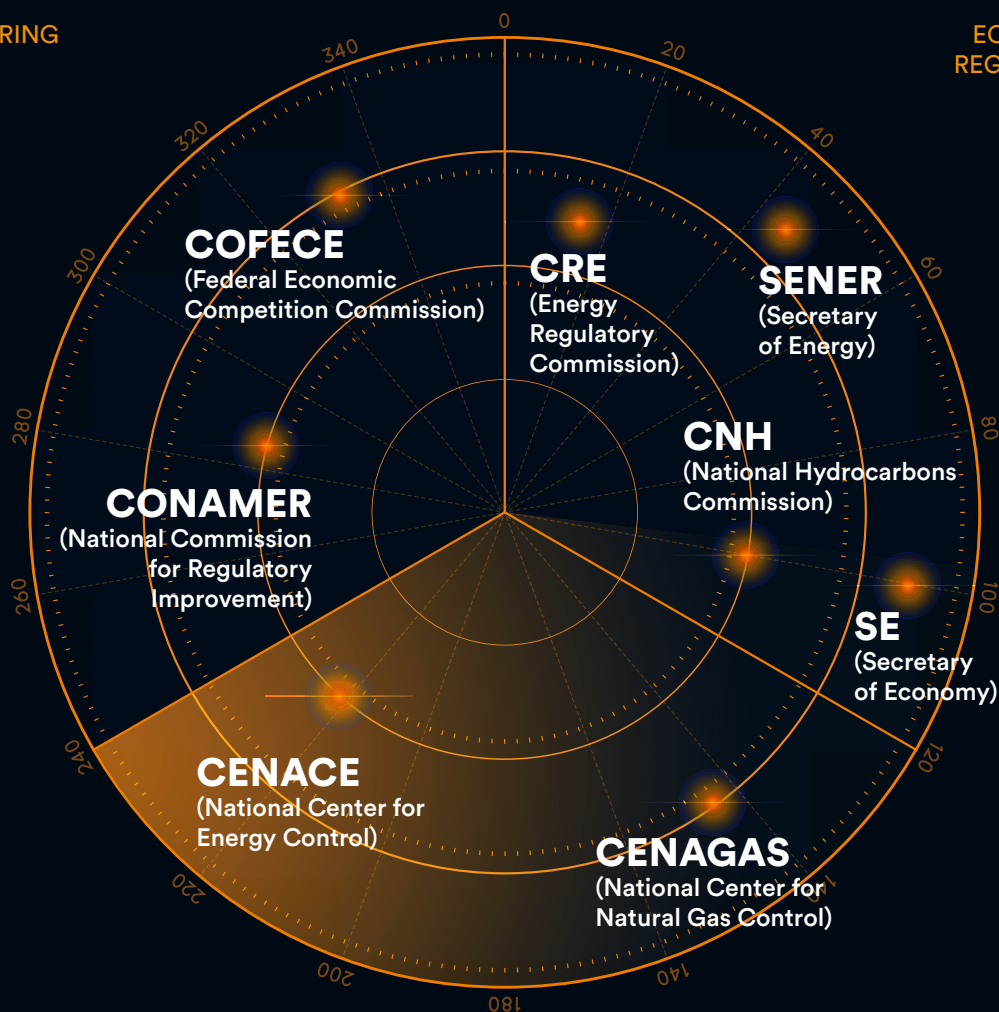 RING
EC
REG
0
20
40
60
80
100
120
140
180
200
220
240
260
280
300
320
340
COFECE
(Federal Economic
Competition Commission)
CRE
(Energy
Regulatory
Commission)
SENER
(Secretary
of Energy)
CNH
(National Hydrocarbons
Commission)
CONAMER
(National Commission
for Regulatory
Improvement)
SE
(Secretary
of Economy)
CENACE
(National Center for
Energy Control)
CENAGAS
(National Center for
Natural Gas Control)